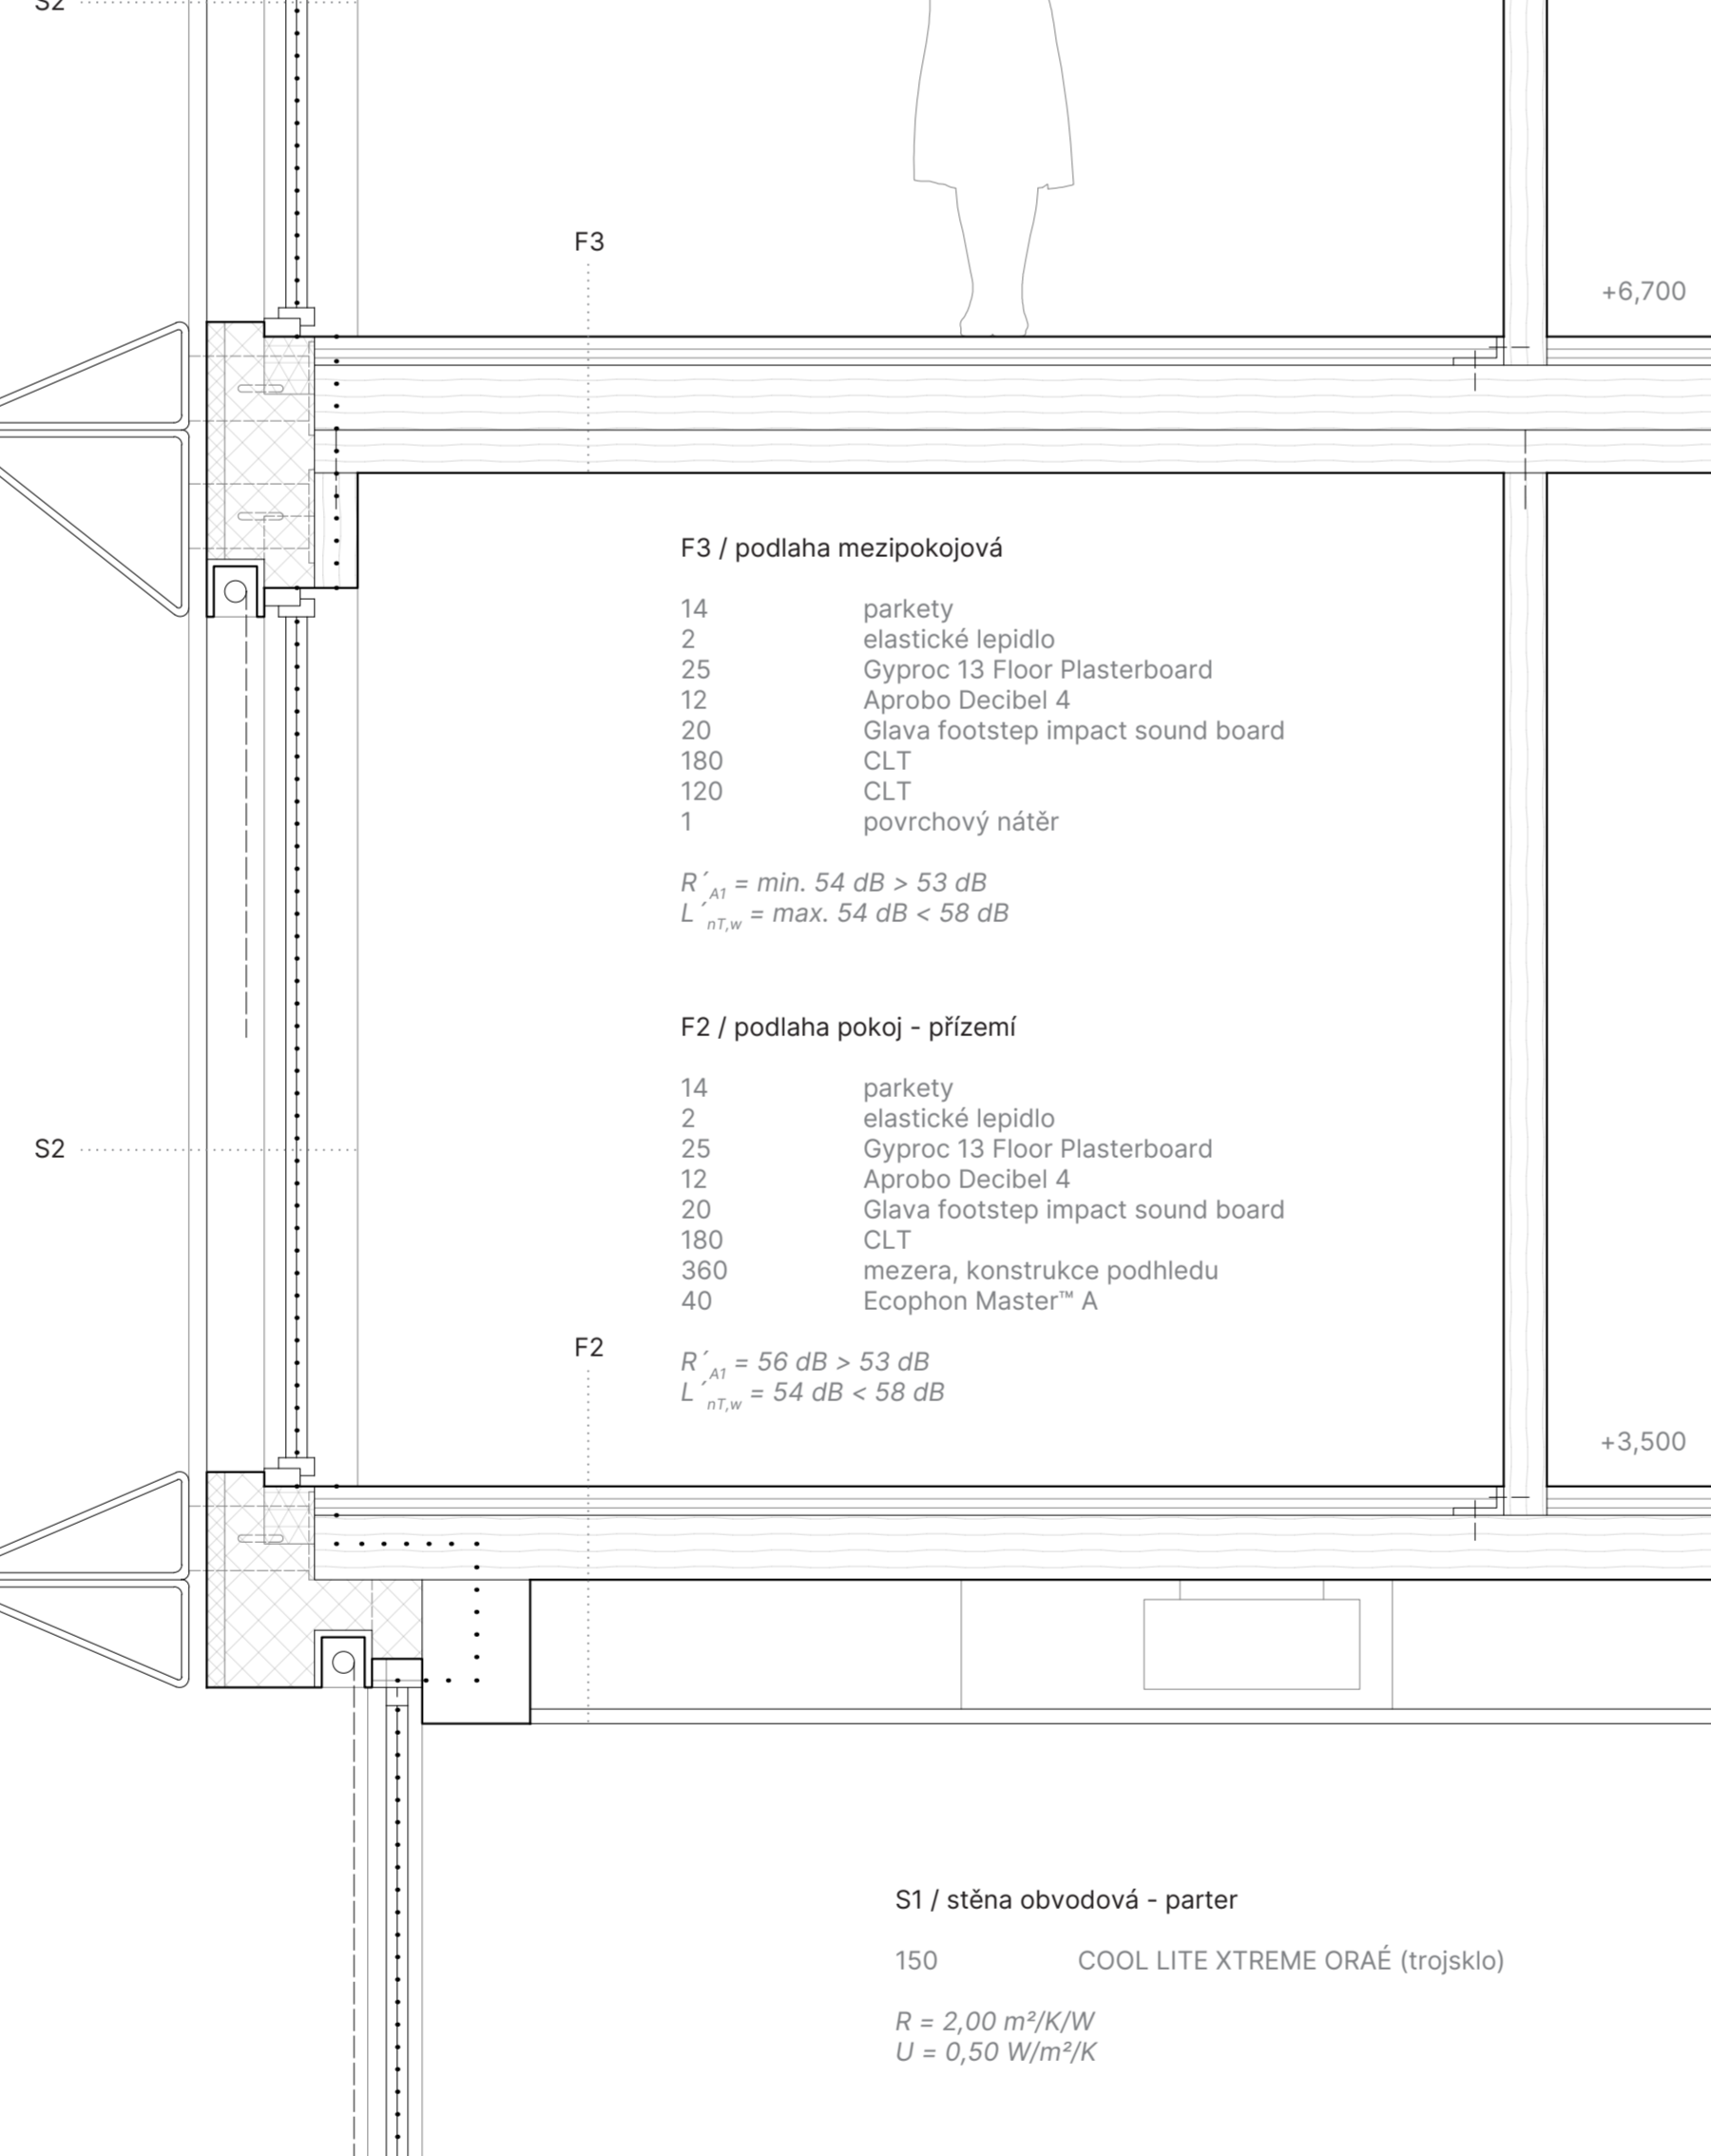 S2
F3
+6,700
F3 / podlaha mezipokojová
14 parkety
2 elastické lepidlo
25 Gyproc 13 Floor Plasterboard
12 Aprobo Decibel 4
20 Glava footstep impact sound board
180 CLT
120 CLT
1 povrchový nátěr
R´A1 = min. 54 dB > 53 dB
L´nT,w = max. 54 dB < 58 dB
F2 / podlaha pokoj - přízemí
14 parkety
2 elastické lepidlo
25 Gyproc 13 Floor Plasterboard
S2
12 Aprobo Decibel 4
20 Glava footstep impact sound board
180 CLT
360 mezera, konstrukce podhledu
40 Ecophon Master™ A
F2
R´A1 = 56 dB > 53 dB
L´nT,w = 54 dB < 58 dB
+3,500
S1 / stěna obvodová - parter
150 COOL LITE XTREME ORAÉ (trojsklo)
R = 2,00 m²/K/W
U = 0,50 W/m²/K